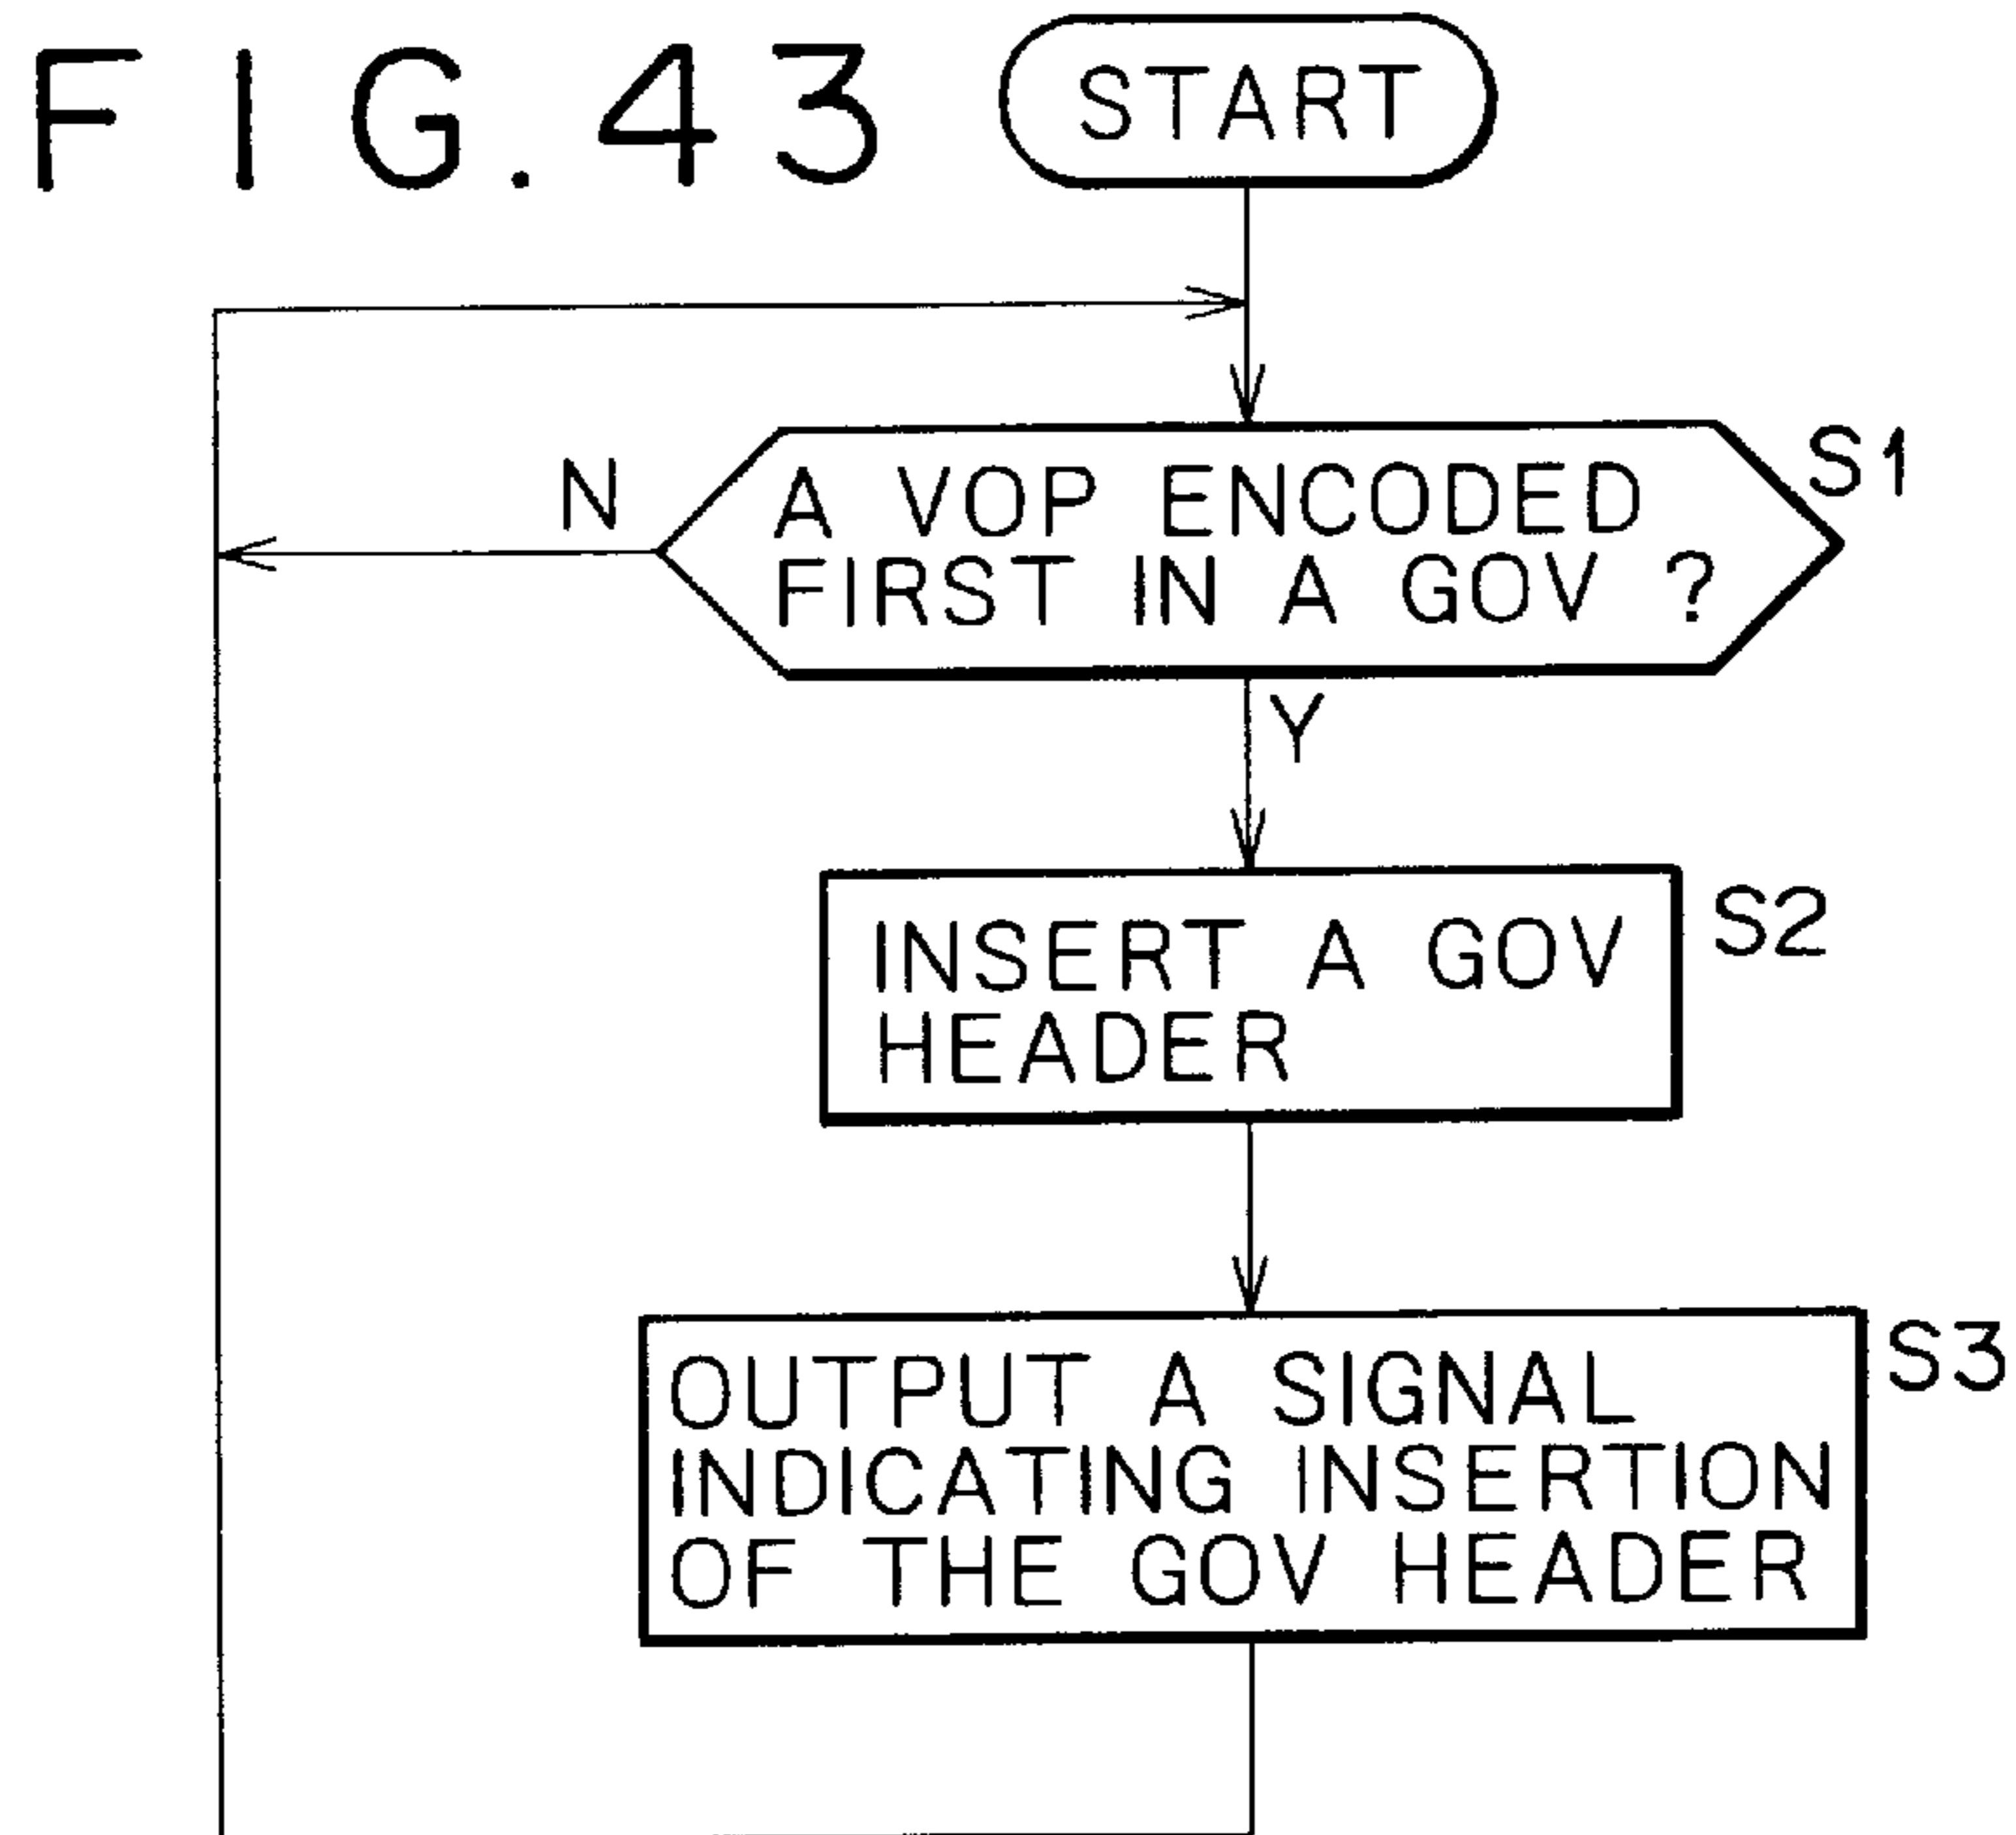 FIG.43
START
N
A VOP ENCODED
FIRST IN A GOV ?
S1
Y
INSERT A GOV
HEADER
S2
OUTPUT A SIGNAL
INDICATING INSERTION
OF THE GOV HEADER
S3